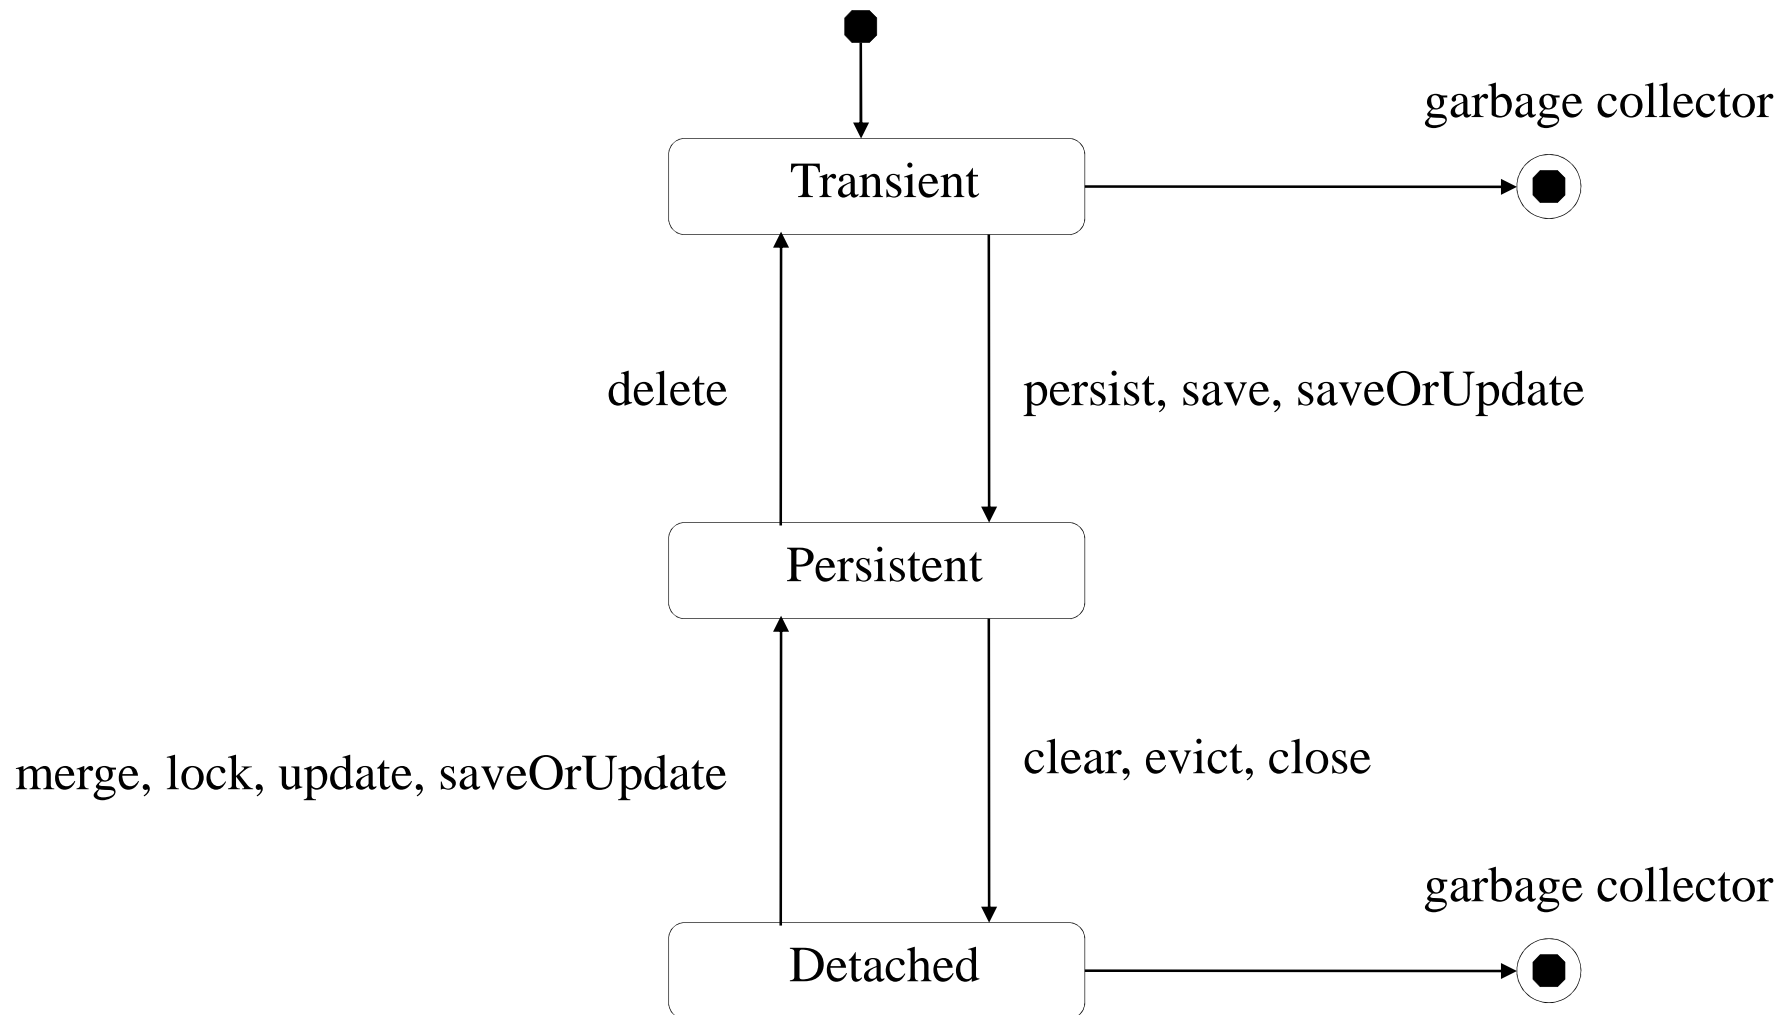 garbage collector
Transient
delete
persist, save, saveOrUpdate
Persistent
merge, lock, update, saveOrUpdate
clear, evict, close
garbage collector
Detached